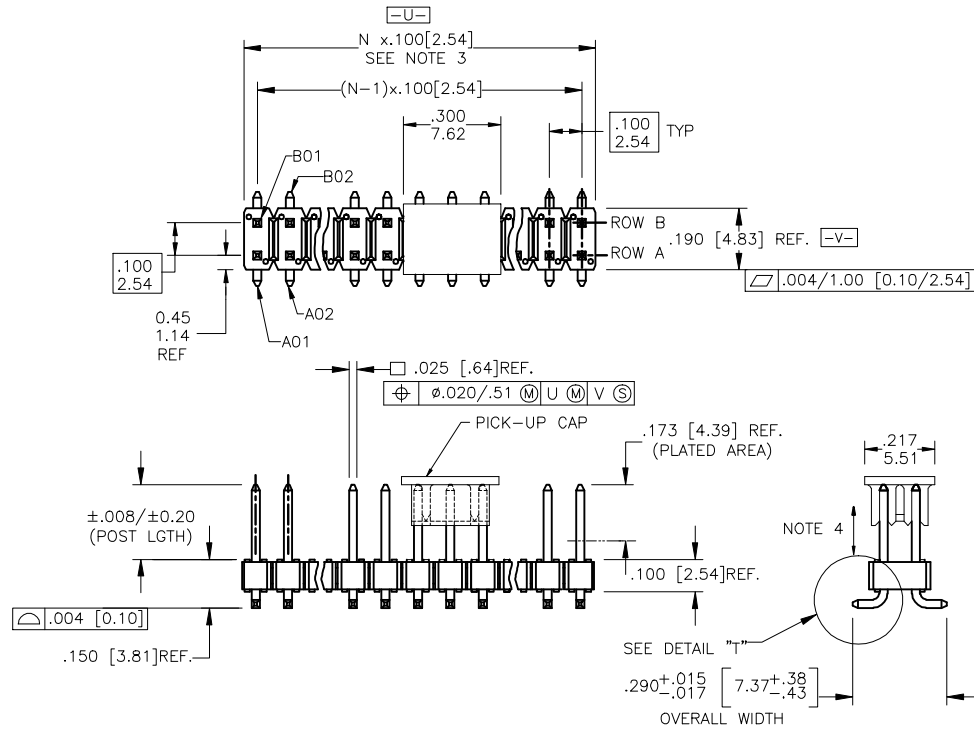 -U-
N x.100[2.54]
SEE NOTE 3
(N-1)x.100[2.54]
.300
7.62
.100
2.54
TYP
B01
B02
ROW B
ROW A
.190 [4.83] REF.
-V-
.004/1.00 [0.10/2.54]
.100
2.54
0.45
1.14
REF
A02
A01
.025 [.64]REF.
ø.020/.51 Ⓜ U Ⓜ V Ⓢ
PICK-UP CAP
.173 [4.39] REF.
(PLATED AREA)
.217
5.51
±.008/±0.20
(POST LGTH)
NOTE 4
.100 [2.54]REF.
.004 [0.10]
.150 [3.81]REF.
SEE DETAIL "T"
.290 +.015 -.017 [7.37 +.38 -.43]
OVERALL WIDTH